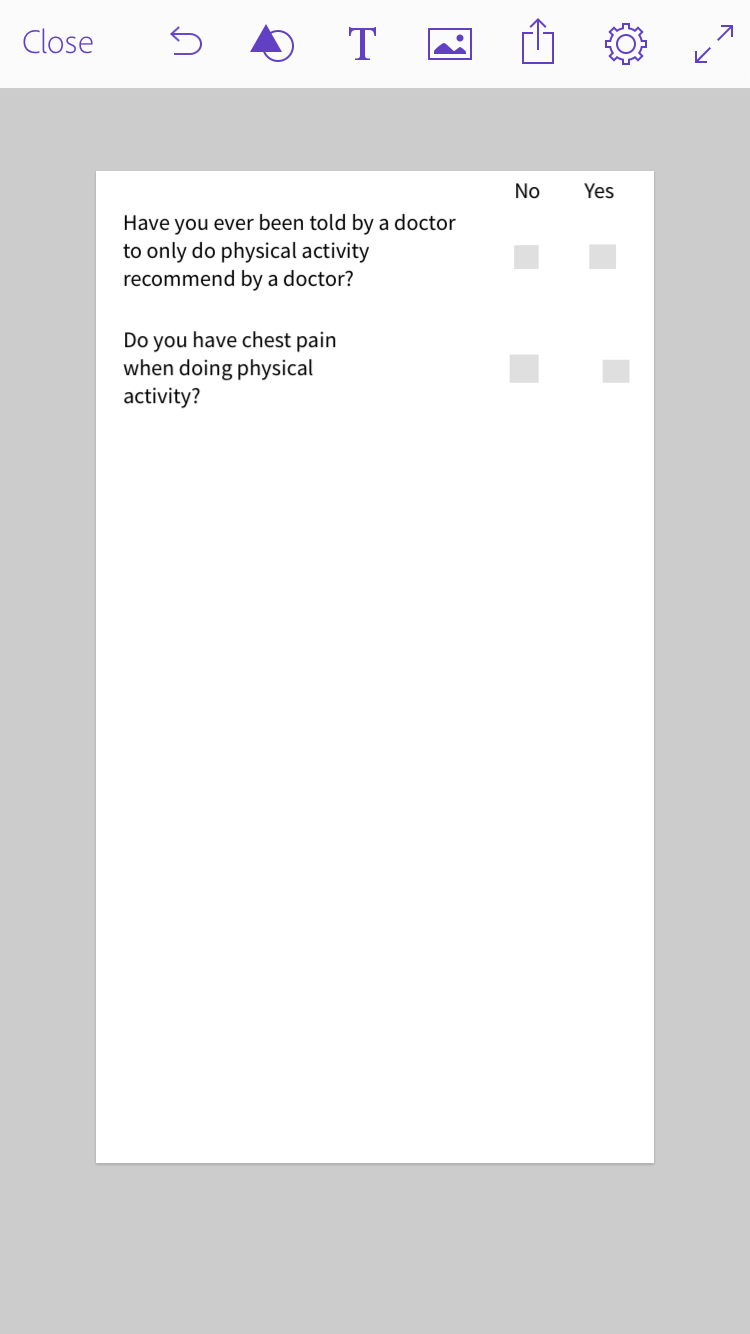 Close
T
No Yes
Have you ever been told by a doctor
to only do physical activity
recommend by a doctor?
Do you have chest pain
when doing physical
activity?